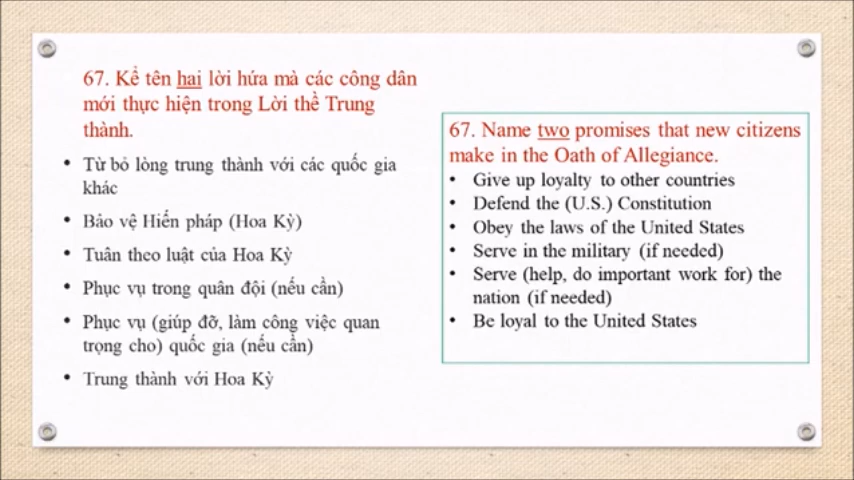 67. Kể tên hai lời hứa mà các công dân
mới thực hiện trong Lời thề Trung
thành.
• Từ bỏ lòng trung thành với các quốc gia
khác
• Bảo vệ Hiến pháp (Hoa Kỳ)
• Tuân theo luật của Hoa Kỳ
• Phục vụ trong quân đội (nếu cần)
• Phục vụ (giúp đỡ, làm công việc quan
trọng cho) quốc gia (nếu cần)
• Trung thành với Hoa Kỳ
67. Name two promises that new citizens
make in the Oath of Allegiance.
• Give up loyalty to other countries
• Defend the (U.S.) Constitution
• Obey the laws of the United States
• Serve in the military (if needed)
• Serve (help, do important work for) the
nation (if needed)
• Be loyal to the United States